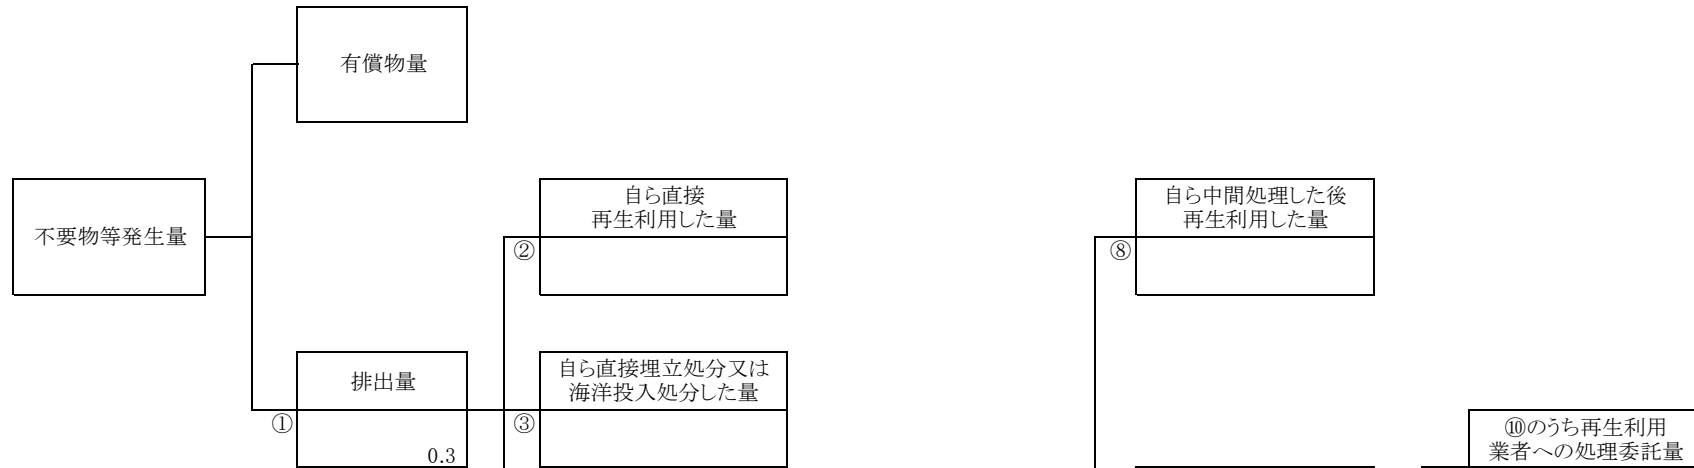 有償物量
不要物等発生量
自ら直接
再生利用した量
②
自ら中間処理した後
再生利用した量
⑧
排出量
①
0.3
自ら直接埋立処分又は
海洋投入処分した量
③
⑩のうち再生利用
業者への処理委託量